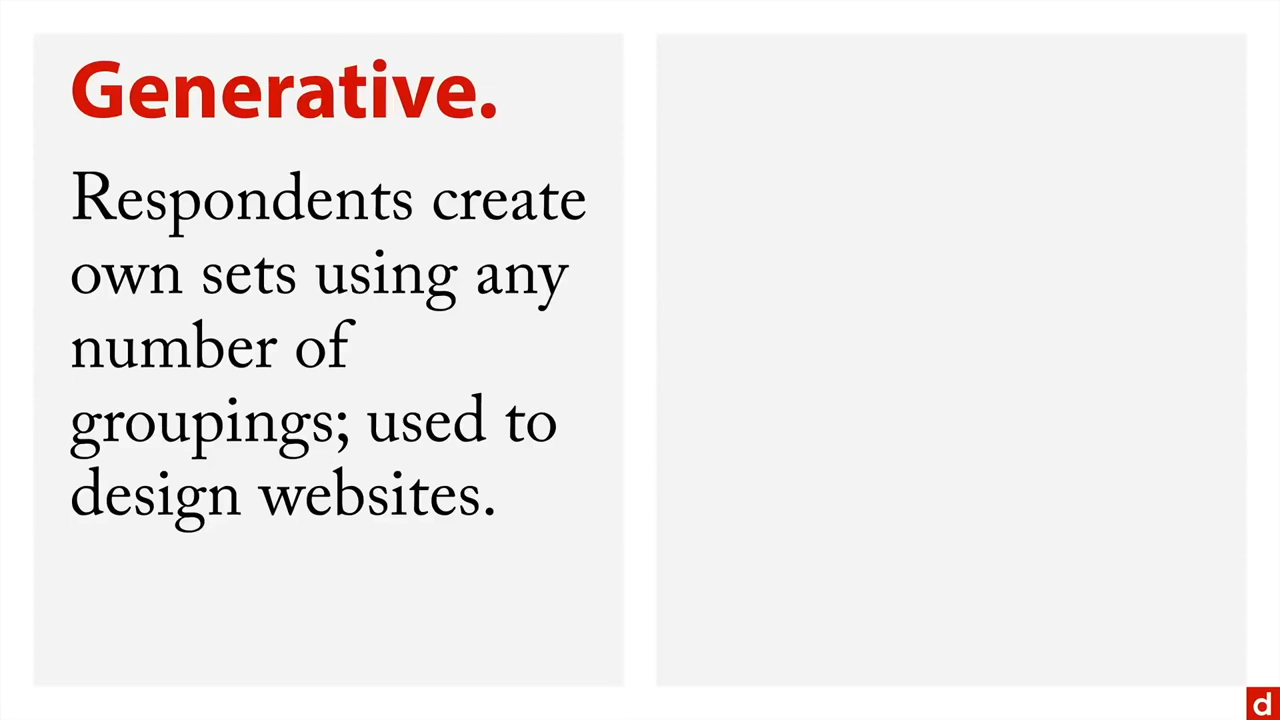 Generative.
Respondents create
own sets using any
number of
groupings; used to
design websites.
d